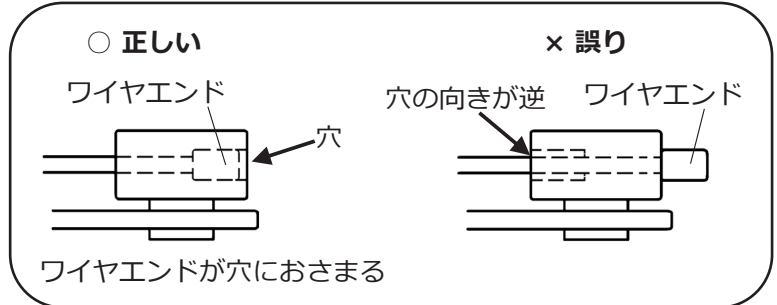 ○ 正しい
× 誤り
ワイヤエンド
穴
穴の向きが逆
ワイヤエンド
ワイヤエンドが穴におさまる